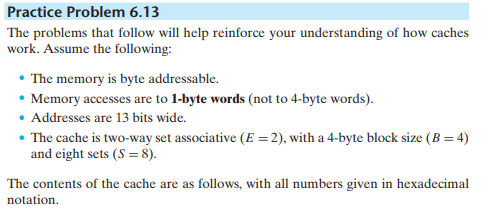 Practice Problem 6.13
The problems that follow will help reinforce your understanding of how caches
work. Assume the following:
• The memory is byte addressable.
• Memory accesses are to 1-byte words (not to 4-byte words).
• Addresses are 13 bits wide.
• The cache is two-way set associative (E = 2), with a 4-byte block size (B = 4)
and eight sets (S = 8).
The contents of the cache are as follows, with all numbers given in hexadecimal
notation.